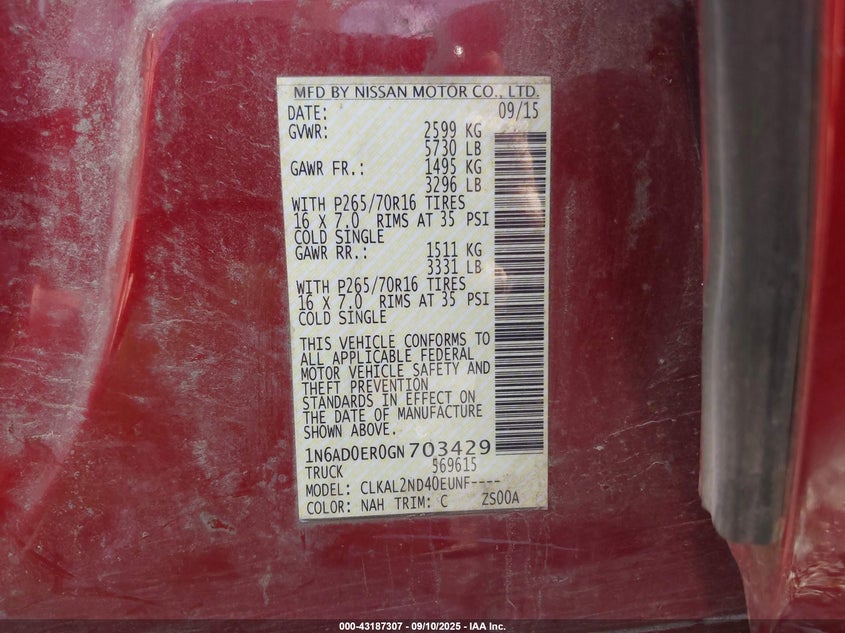 MFD BY NISSAN MOTOR CO., LTD.
DATE: 09/15
GVWR: 2599 KG
5730 LB
GAWR FR.: 1495 KG
3296 LB
WITH P265/70R16 TIRES
16 X 7.0 RIMS AT 35 PSI
COLD SINGLE
GAWR RR.: 1511 KG
3331 LB
WITH P265/70R16 TIRES
16 X 7.0 RIMS AT 35 PSI
COLD SINGLE
THIS VEHICLE CONFORMS TO
ALL APPLICABLE FEDERAL
MOTOR VEHICLE SAFETY AND
THEFT PREVENTION
STANDARDS IN EFFECT ON
THE DATE OF MANUFACTURE
SHOWN ABOVE.
1N6AD0ER0GN703429
TRUCK 569615
MODEL: CLKAL2ND40EUNF----
COLOR: NAH TRIM: C ZS00A
000-43187307 - 09/10/2025 - IAA Inc.